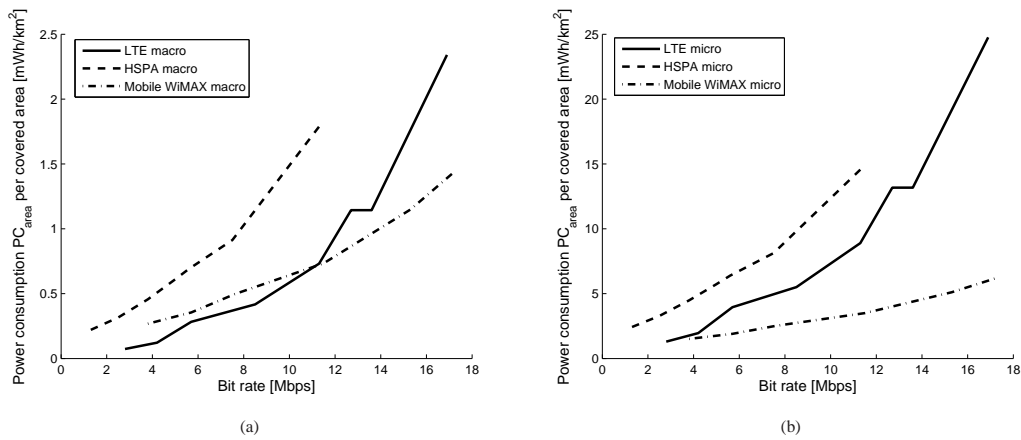 Power consumption PC_area per covered area [mWh/km²]
2.5
2
1.5
1
0.5
0
LTE macro
HSPA macro
Mobile WiMAX macro
0 2 4 6 8 10 12 14 16 18
Bit rate [Mbps]
(a)
Power consumption PC_area per covered area [mWh/km²]
25
20
15
10
5
0
LTE micro
HSPA micro
Mobile WiMAX micro
0 2 4 6 8 10 12 14 16 18
Bit rate [Mbps]
(b)